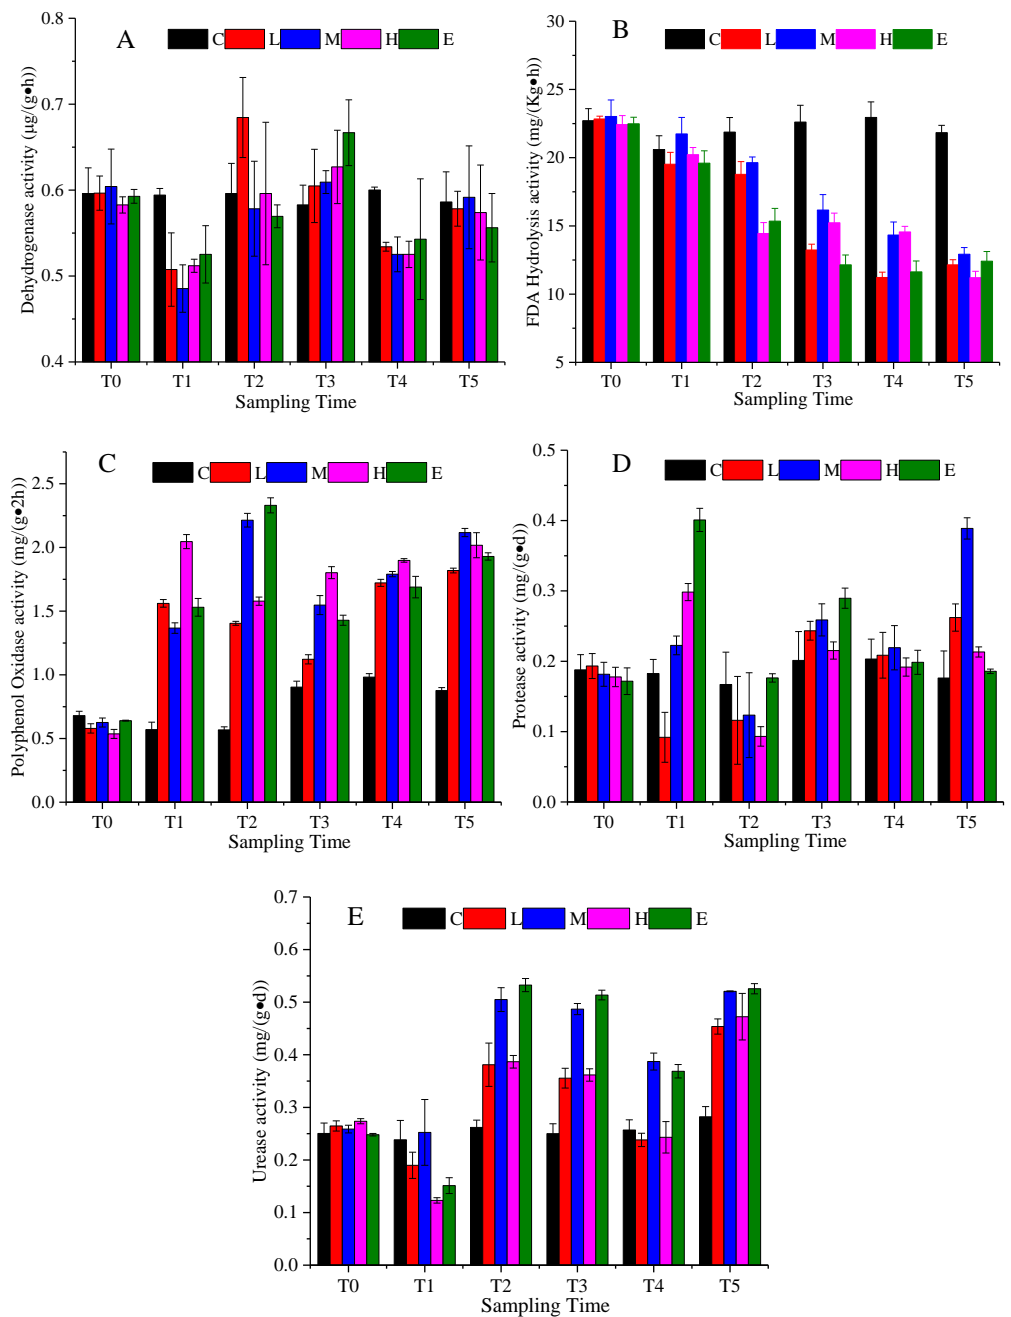 A
C L M H E
Dehydrogenase activity (μg/(g●h))
0.8
0.7
0.6
0.5
0.4
T0 T1 T2 T3 T4 T5
Sampling Time
B
C L M H E
FDA Hydrolysis activity (mg/(Kg●h)
30
25
20
15
10
5
T0 T1 T2 T3 T4 T5
Sampling Time
C
C L M H E
Polyphenol Oxidase activity (mg/(g●2h)
2.5
2.0
1.5
1.0
0.5
0.0
T0 T1 T2 T3 T4 T5
Sampling Time
D
C L M H E
Protease activity (mg/(g●d))
0.5
0.4
0.3
0.2
0.1
0.0
T0 T1 T2 T3 T4 T5
Sampling Time
E
C L M H E
Urease activity (mg/(g●d))
0.7
0.6
0.5
0.4
0.3
0.2
0.1
0.0
T0 T1 T2 T3 T4 T5
Sampling Time